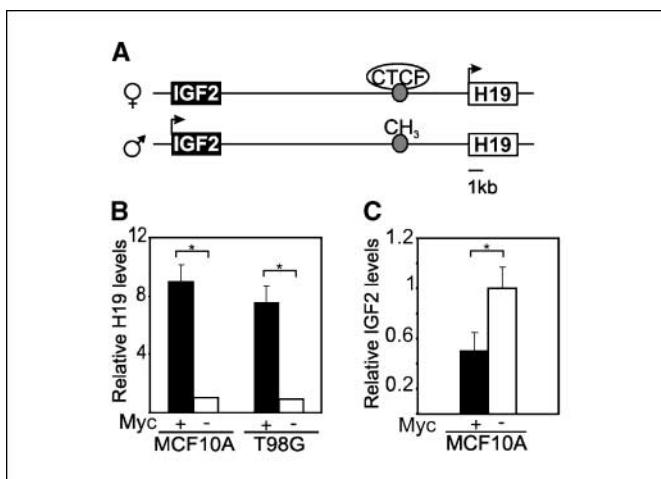 A
♀ IGF2 CTCF H19
♂ IGF2 CH3 H19
1kb
B
Relative H19 levels
12
8
4
* *
Myc + - + -
MCF10A T98G
C
Relative IGF2 levels
1.2
1
0.6
0.2
*
Myc + -
MCF10A